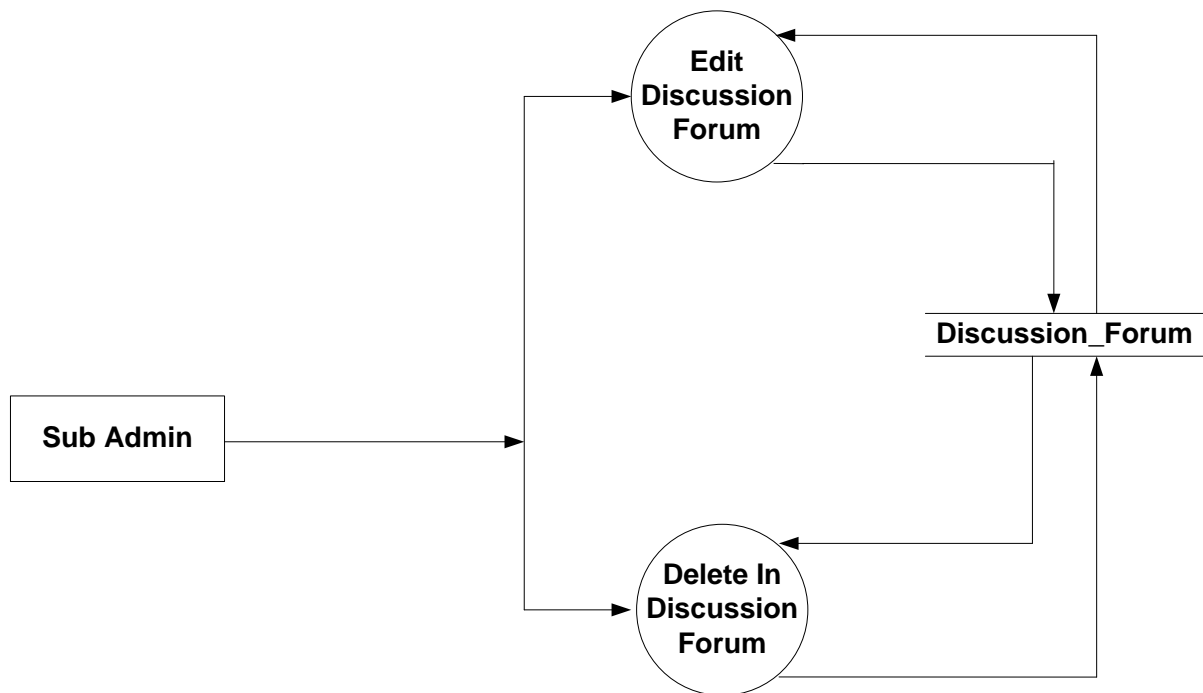 Edit
Discussion
Forum
Discussion_Forum
Sub Admin
Delete In
Discussion
Forum